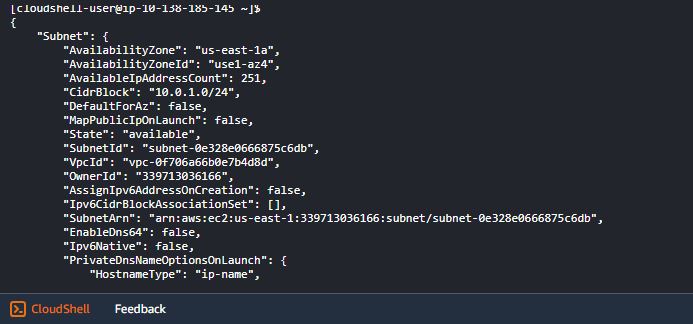 [cloudshell-user@ip-10-138-185-145 ~]$
{
    "Subnet": {
        "AvailabilityZone": "us-east-1a",
        "AvailabilityZoneId": "use1-az4",
        "AvailableIpAddressCount": 251,
        "CidrBlock": "10.0.1.0/24",
        "DefaultForAz": false,
        "MapPublicIpOnLaunch": false,
        "State": "available",
        "SubnetId": "subnet-0e328e0666875c6db",
        "VpcId": "vpc-0f706a66b0e7b4d8d",
        "OwnerId": "339713036166",
        "AssignIpv6AddressOnCreation": false,
        "Ipv6CidrBlockAssociationSet": [],
        "SubnetArn": "arn:aws:ec2:us-east-1:339713036166:subnet/subnet-0e328e0666875c6db",
        "EnableDns64": false,
        "Ipv6Native": false,
        "PrivateDnsNameOptionsOnLaunch": {
            "HostnameType": "ip-name",
CloudShell Feedback